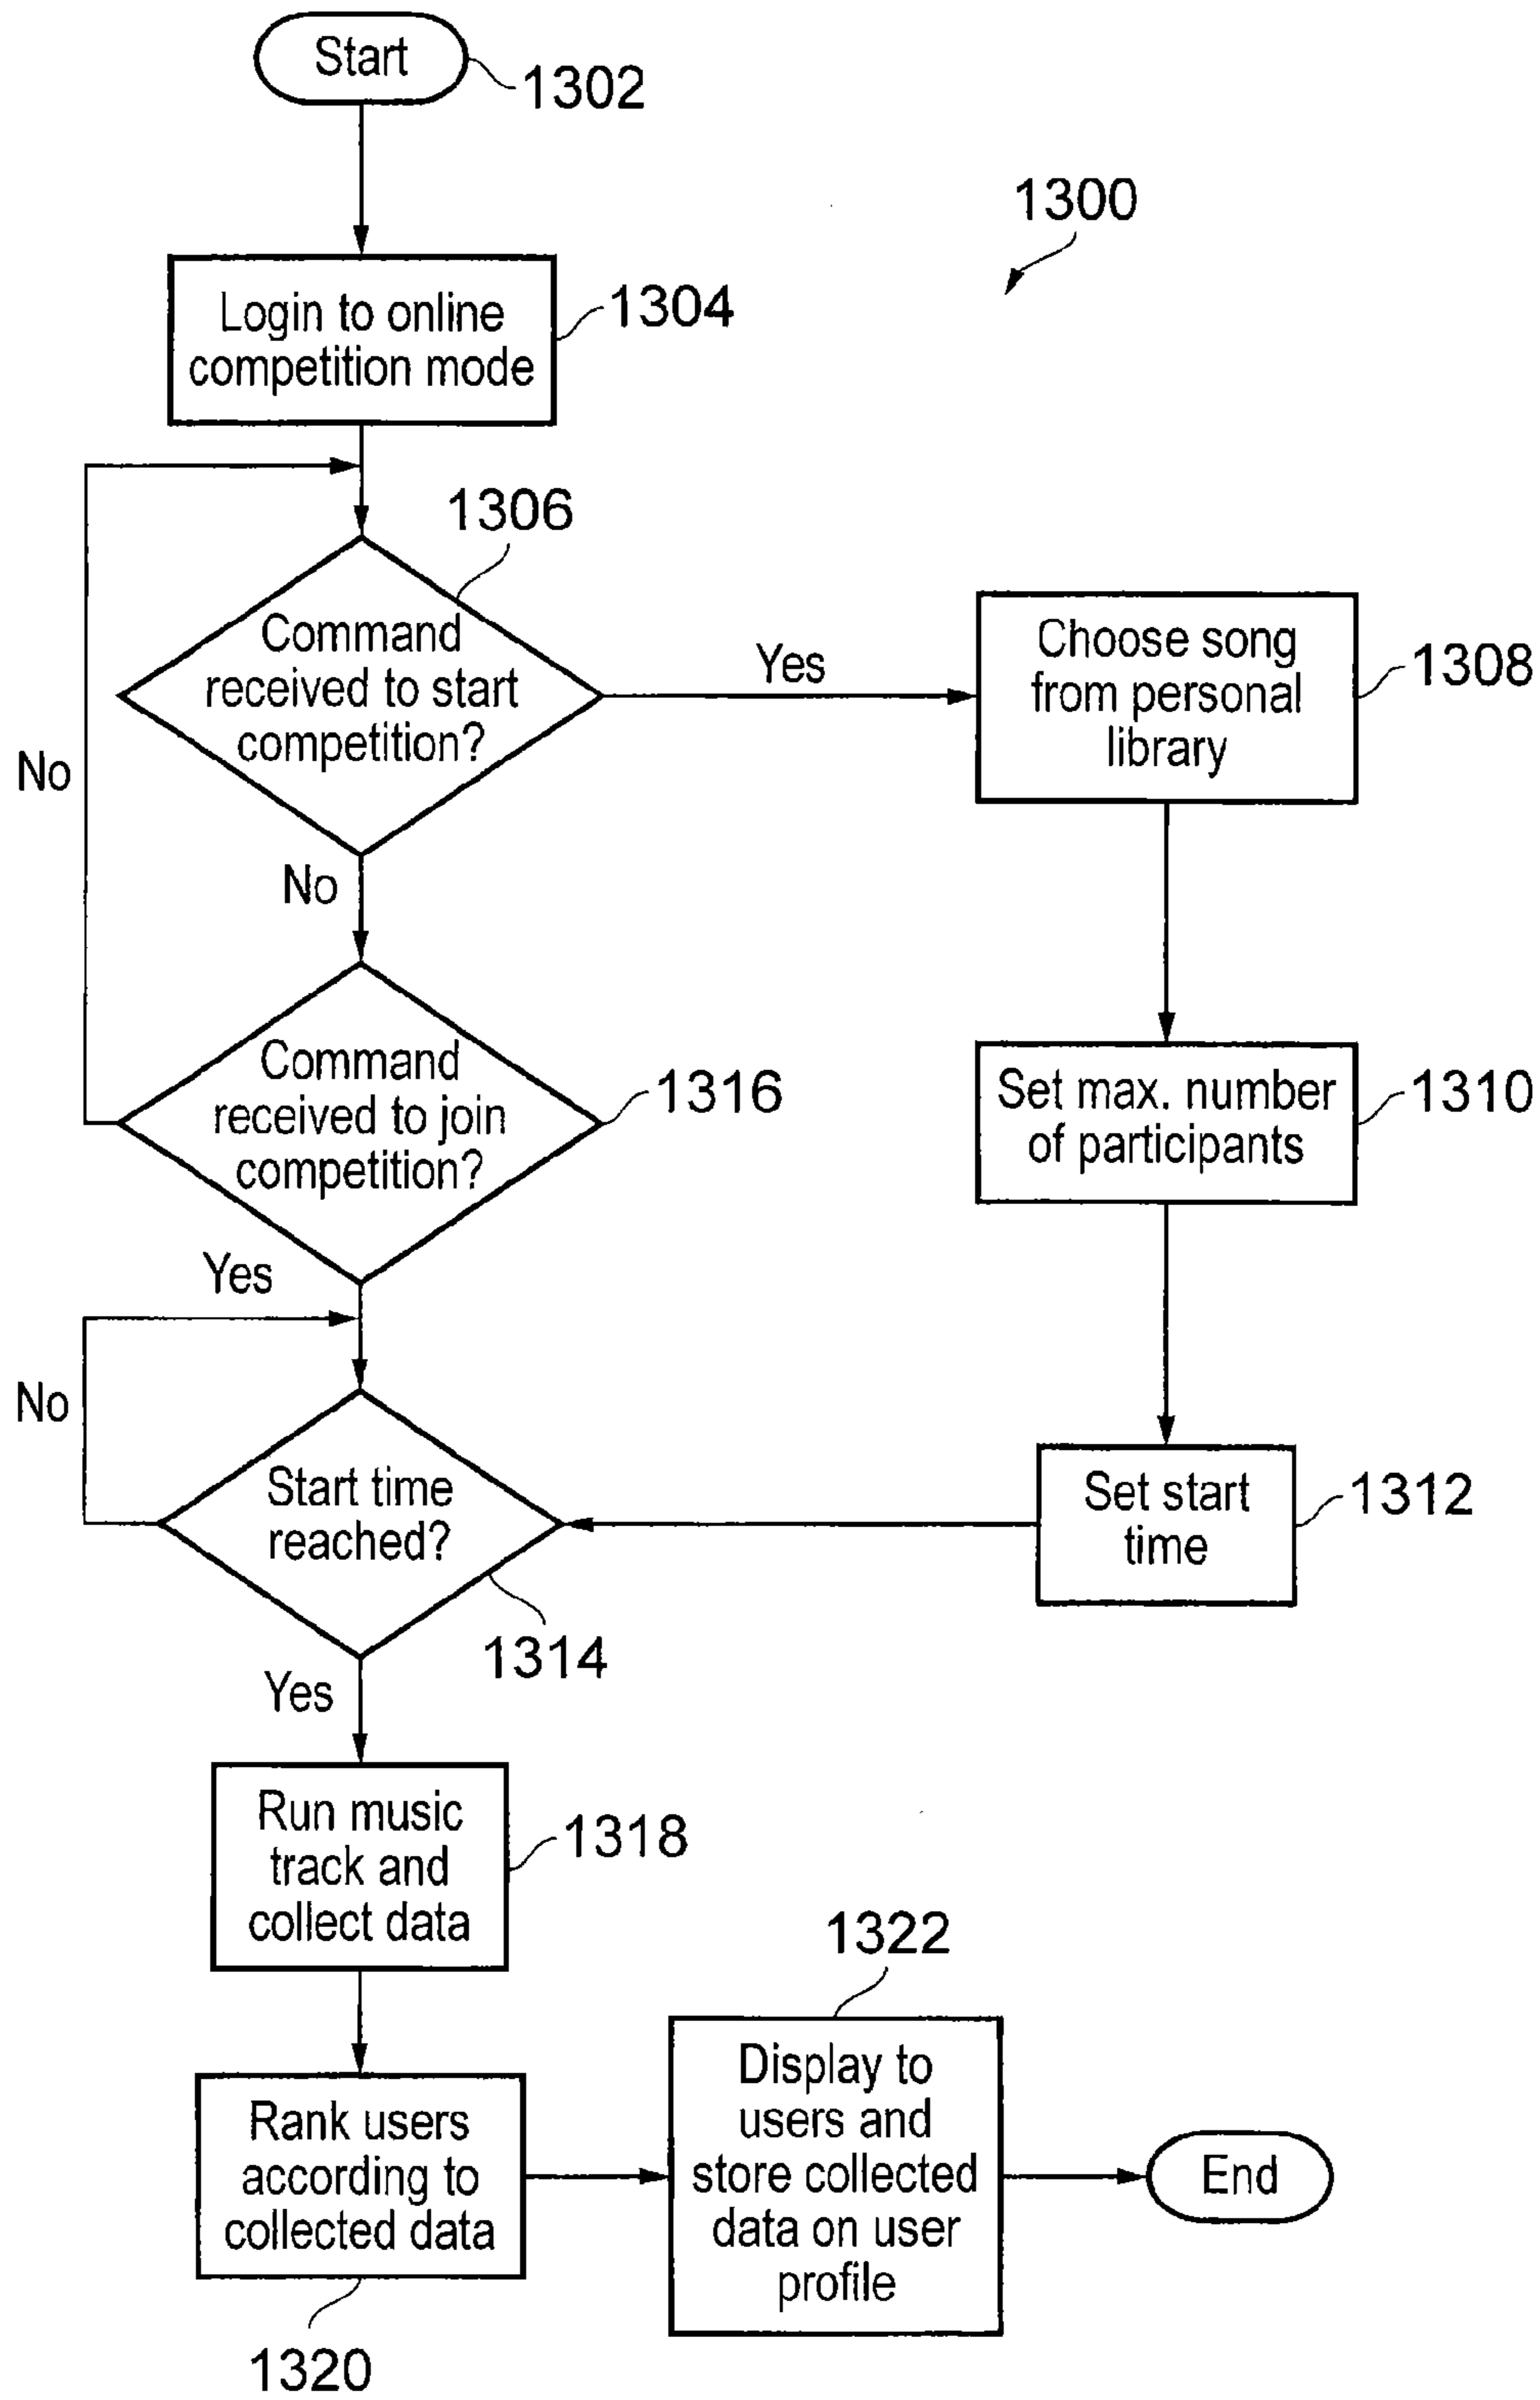 Start
1302
1300
Login to online
competition mode
1304
1306
Command
received to start
competition?
Yes
Choose song
from personal
library
1308
No
No
Command
received to join
competition?
1316
Set max. number
of participants
1310
Yes
No
Start time
reached?
Set start
time
1312
1314
Yes
Run music
track and
collect data
1318
1322
Rank users
according to
collected data
Display to
users and
store collected
data on user
profile
End
1320